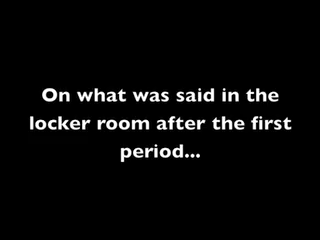 On what was said in the
locker room after the first
period...